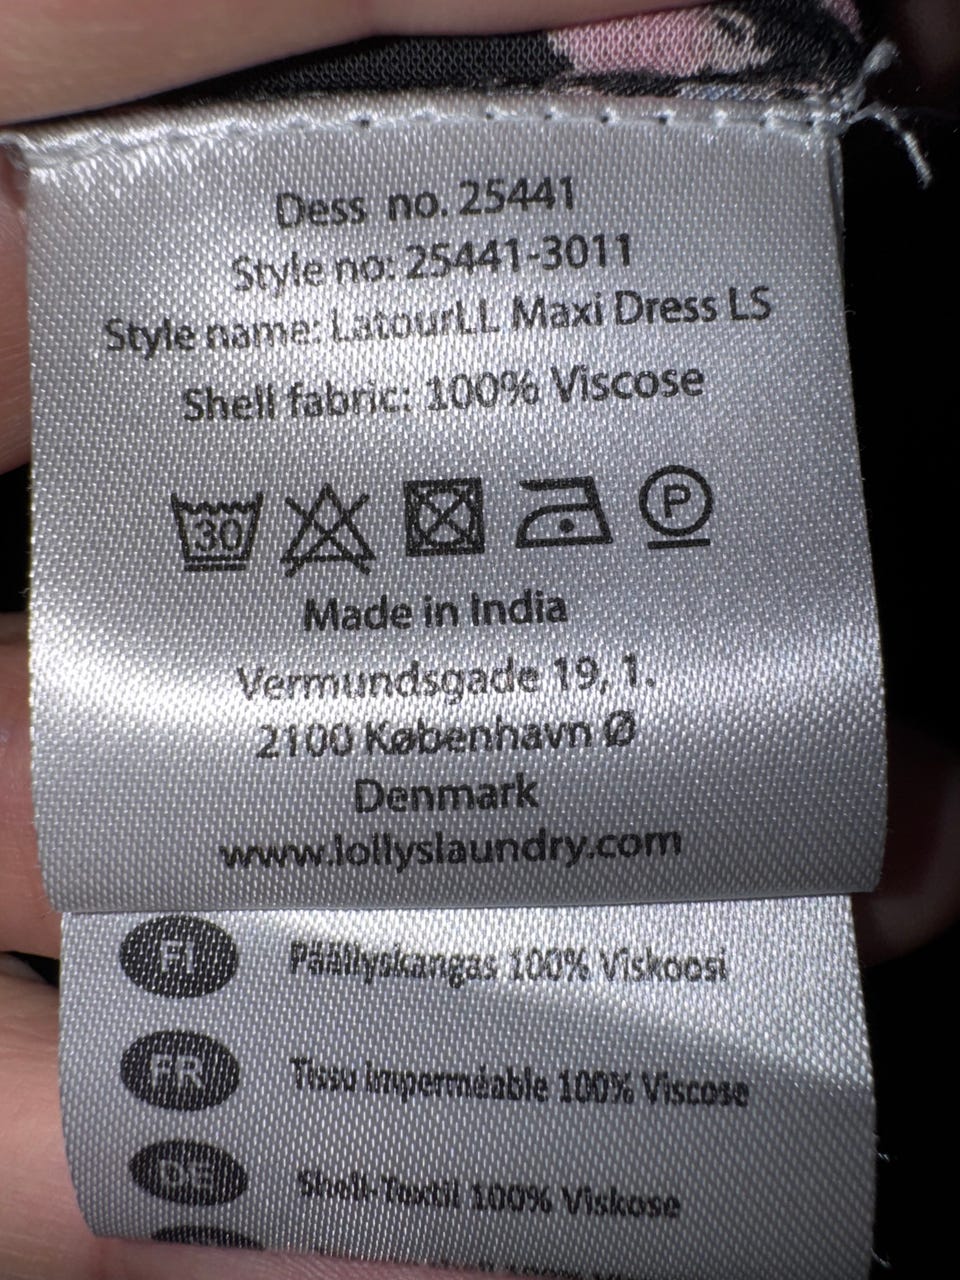 Dess no. 25441
Style no: 25441-3011
Style name: LatourLL Maxi Dress LS
Shell fabric: 100% Viscose
30 P
Made in India
Vermundsgade 19, 1.
2100 København Ø
Denmark
www.lollyslaundry.com
FI Päällyskangas 100% Viskoosi
FR Tissu imperméable 100% Viscose
DE Shell-Textil 100% Viskose